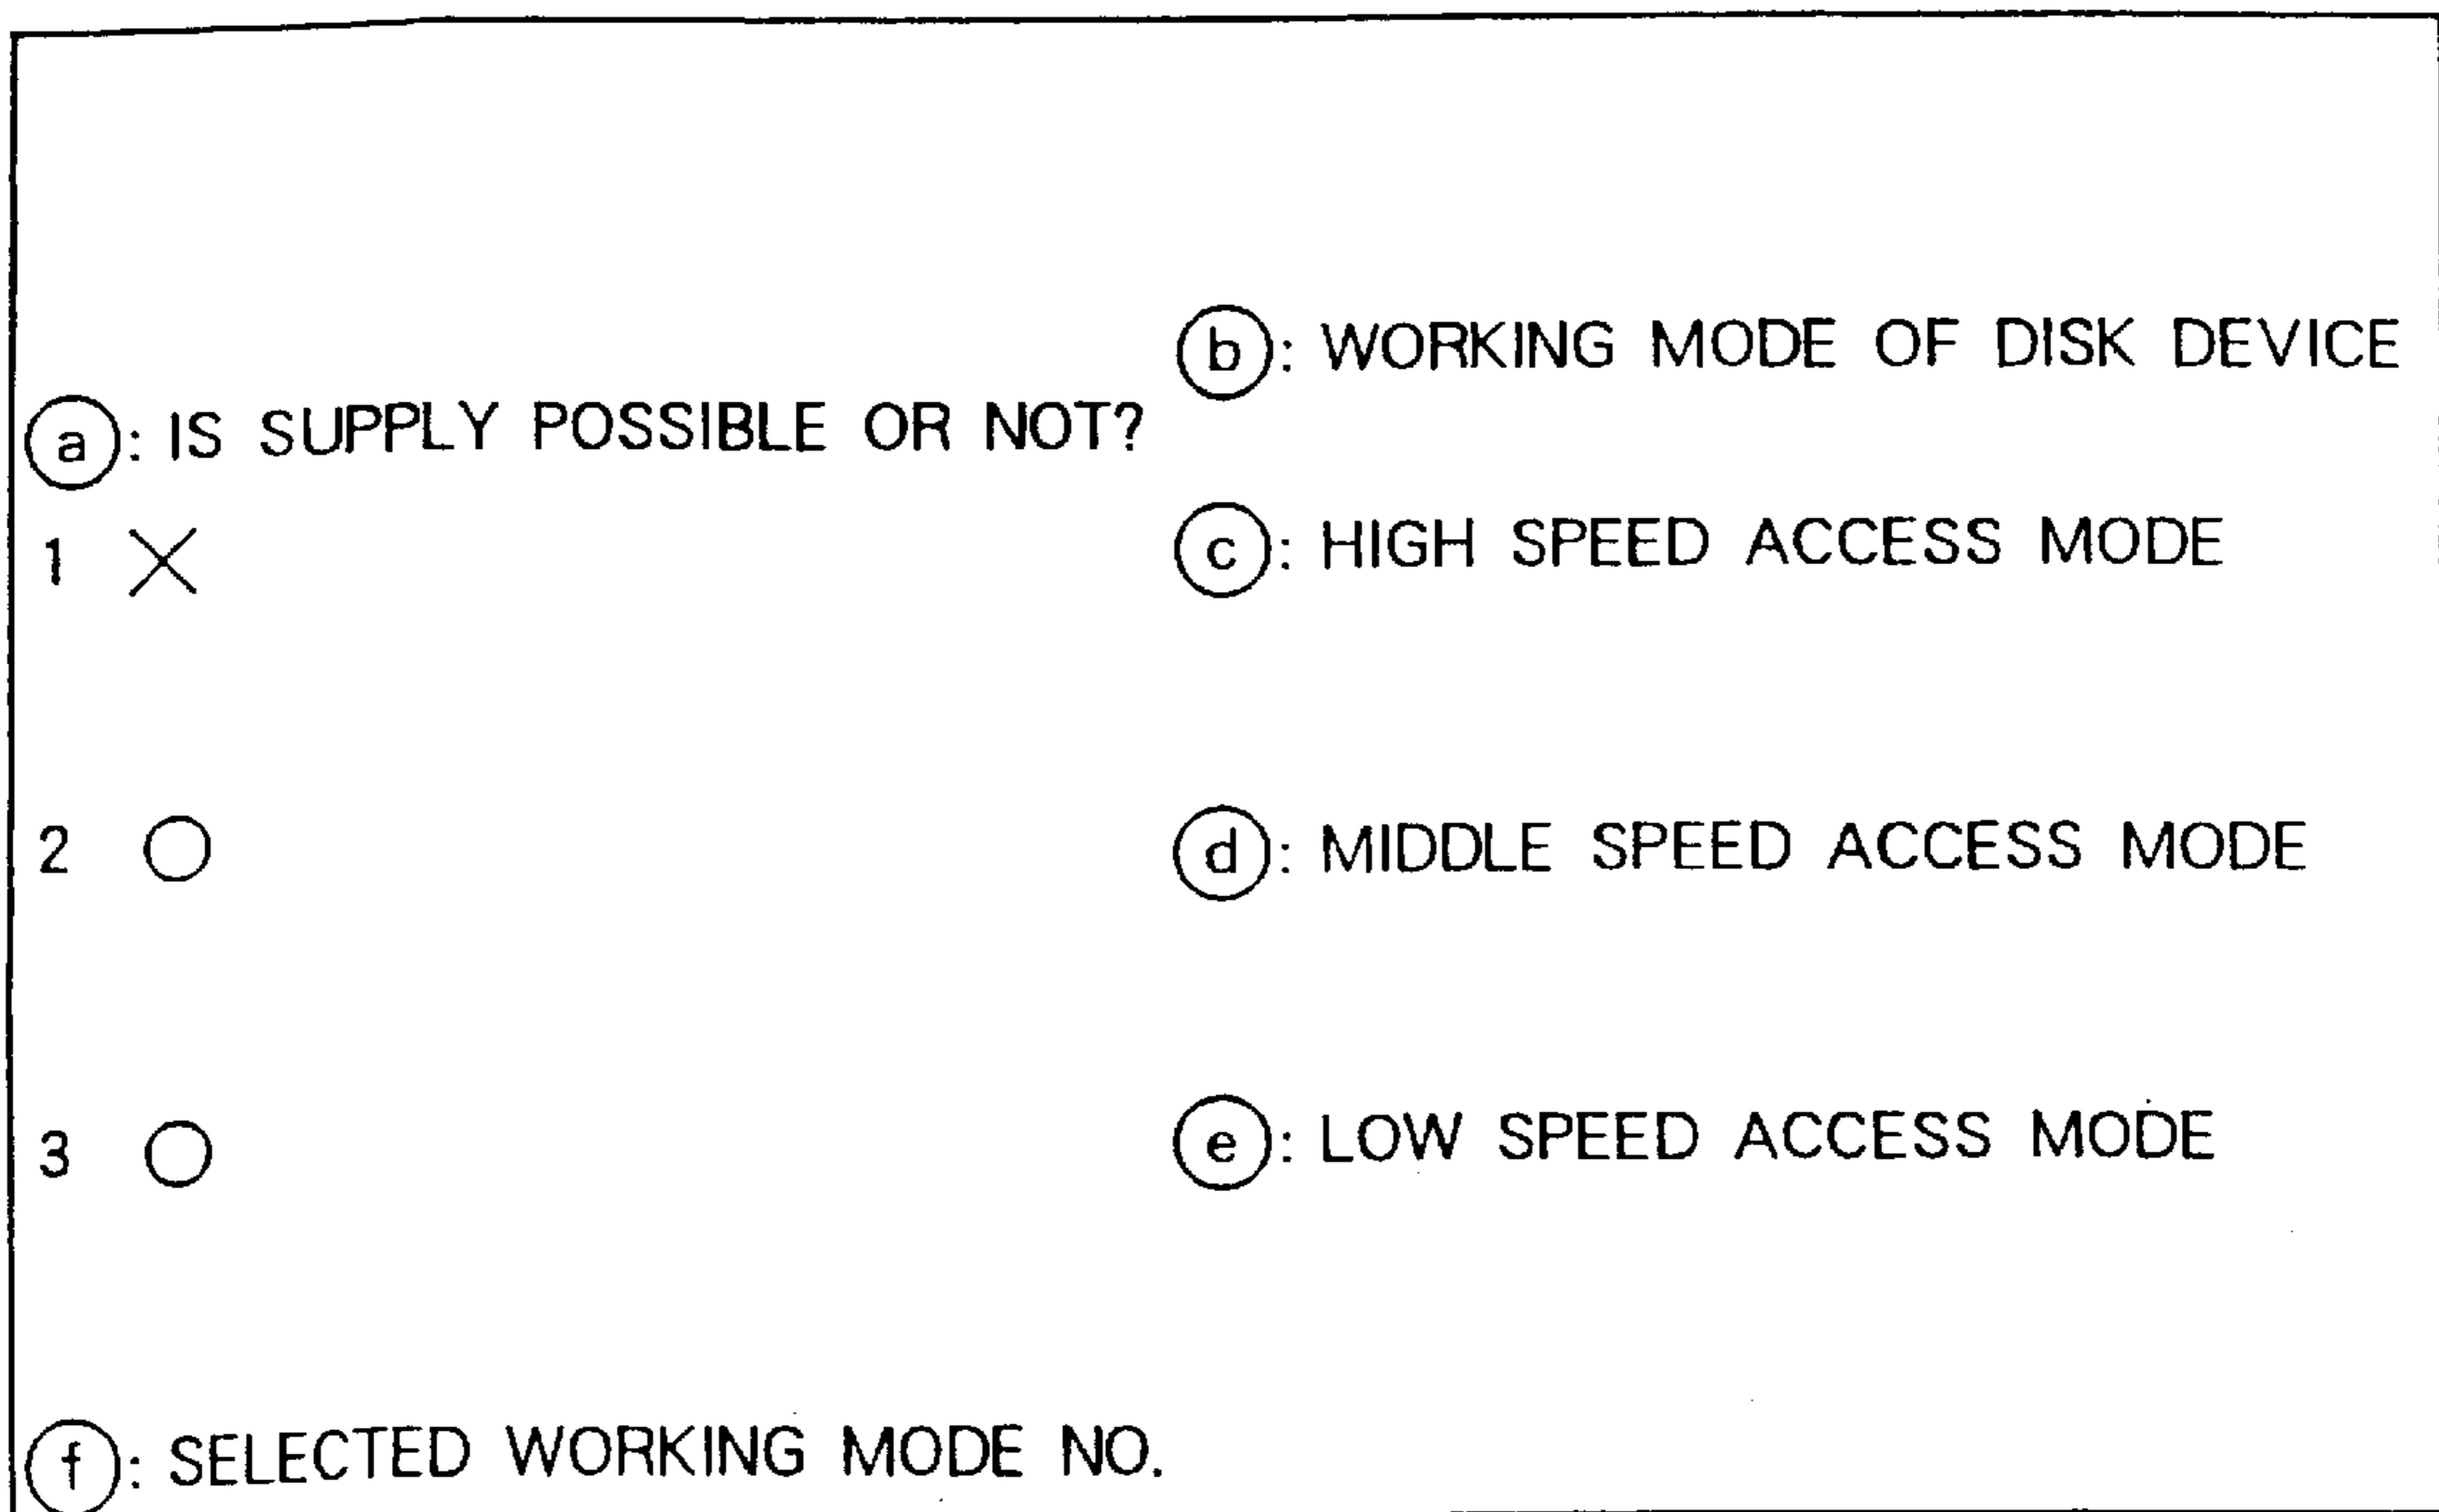 ⓑ: WORKING MODE OF DISK DEVICE
ⓐ: IS SUPPLY POSSIBLE OR NOT?
1 × ⓒ: HIGH SPEED ACCESS MODE
2 ○ ⓓ: MIDDLE SPEED ACCESS MODE
3 ○ ⓔ: LOW SPEED ACCESS MODE
ⓕ: SELECTED WORKING MODE NO.